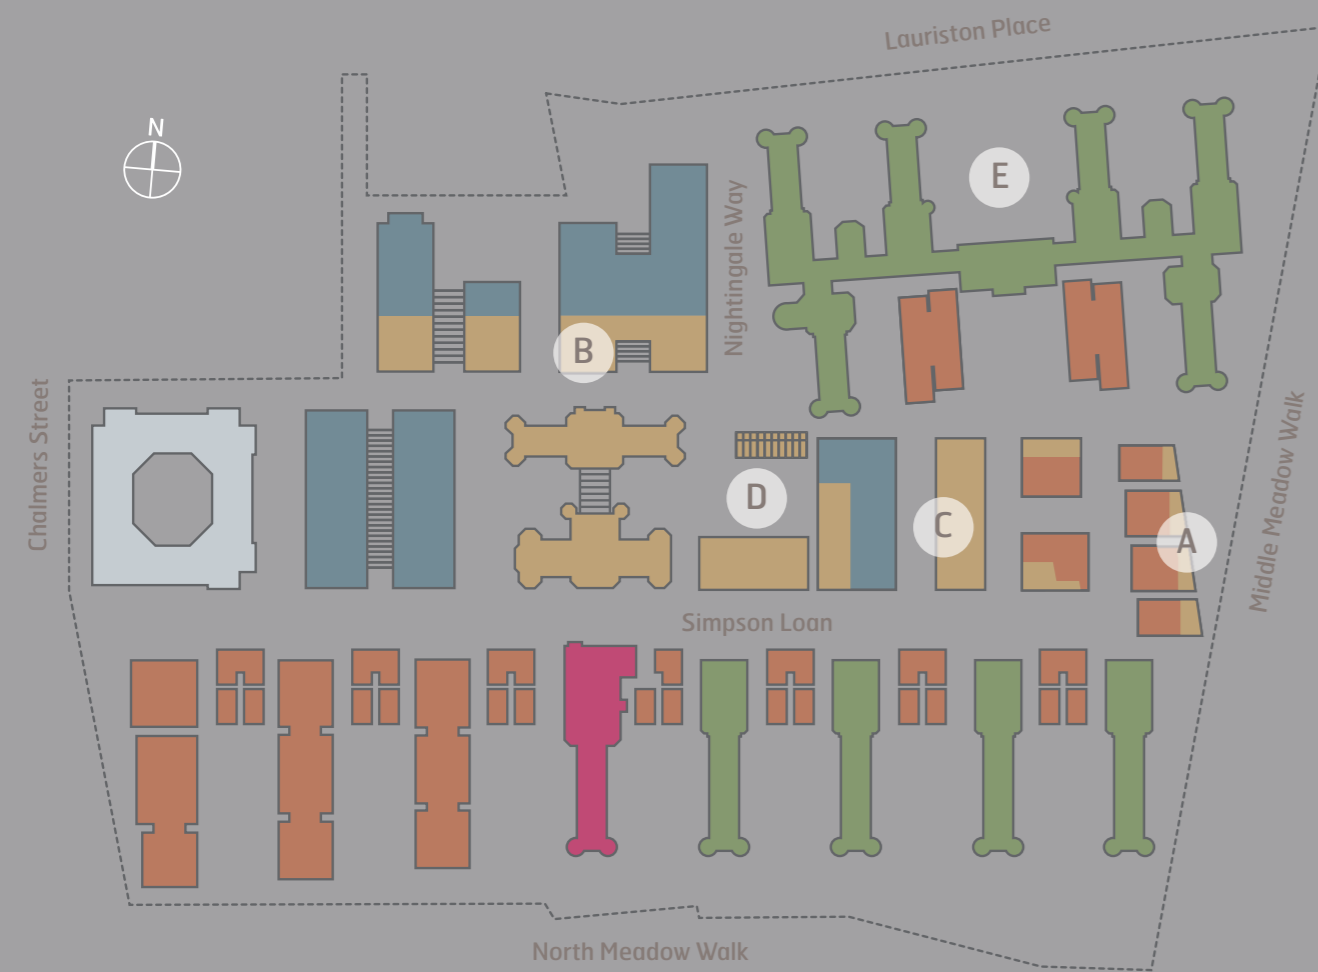 Lauriston Place
N
E
Nightingale Way
B
Chalmers Street
D
C
A
Middle Meadow Walk
Simpson Loan
North Meadow Walk